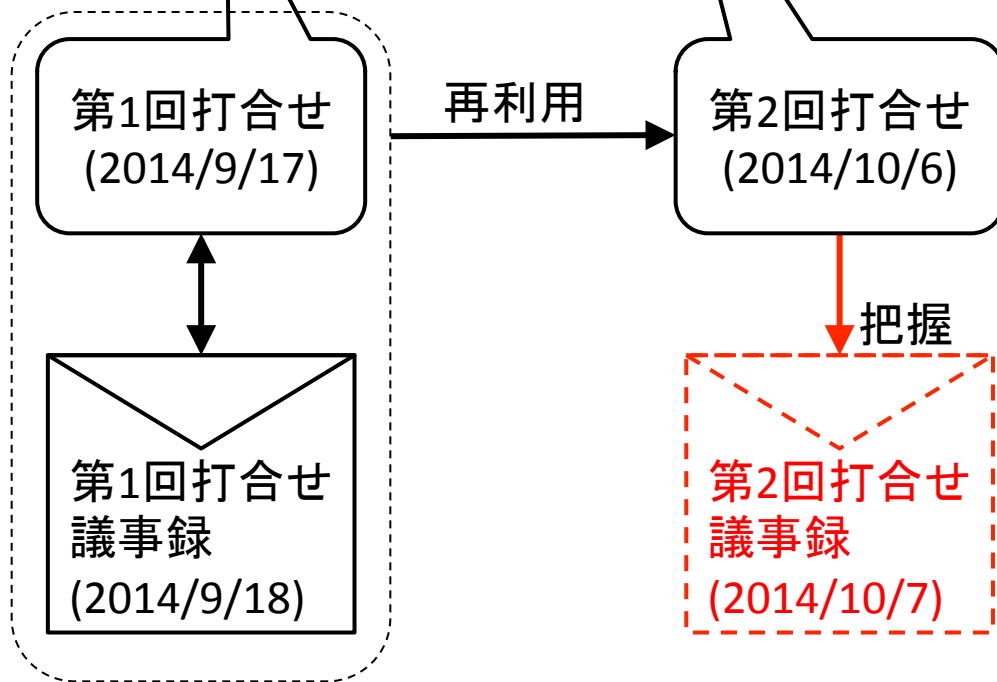 第1回打合せ
(2014/9/17)
再利用
第2回打合せ
(2014/10/6)
把握
第1回打合せ
議事録
(2014/9/18)
第2回打合せ
議事録
(2014/10/7)